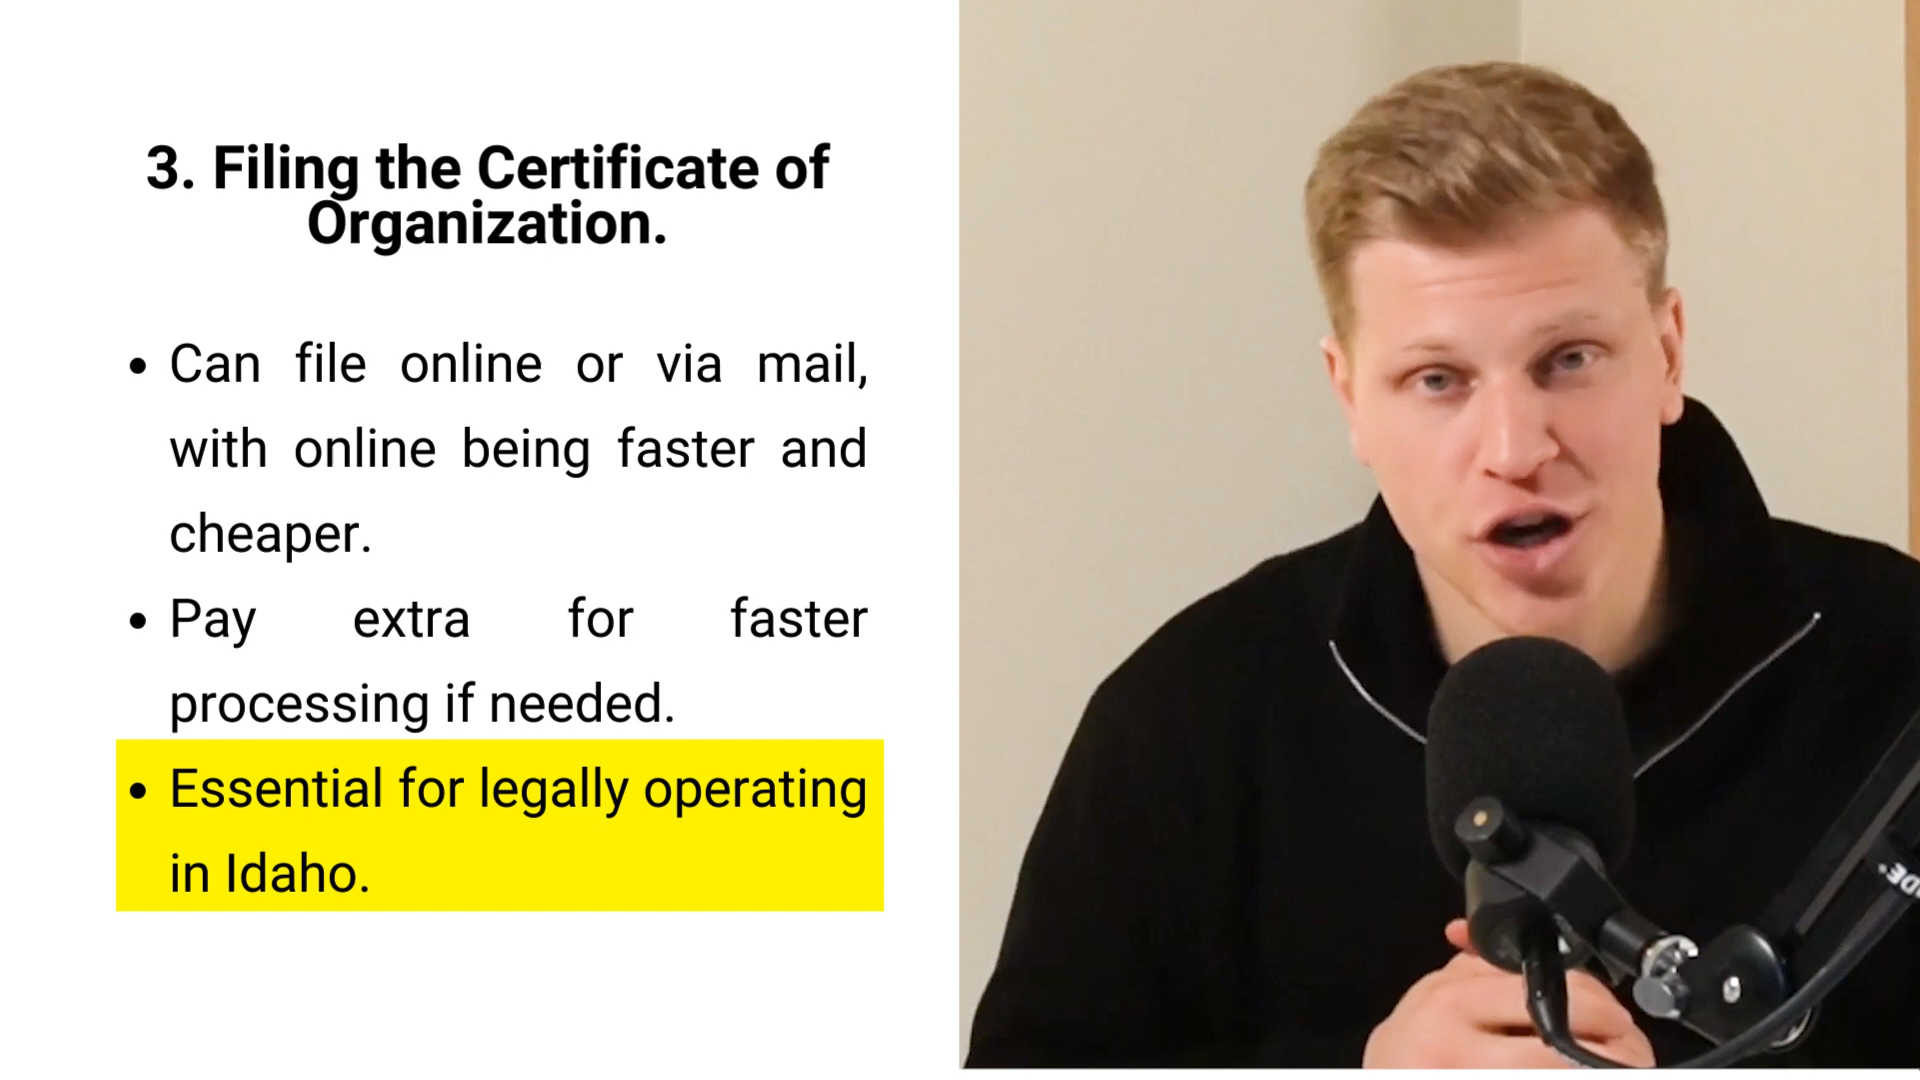 3. Filing the Certificate of
Organization.
• Can file online or via mail,
with online being faster and
cheaper.
• Pay extra for faster
processing if needed.
• Essential for legally operating
in Idaho.